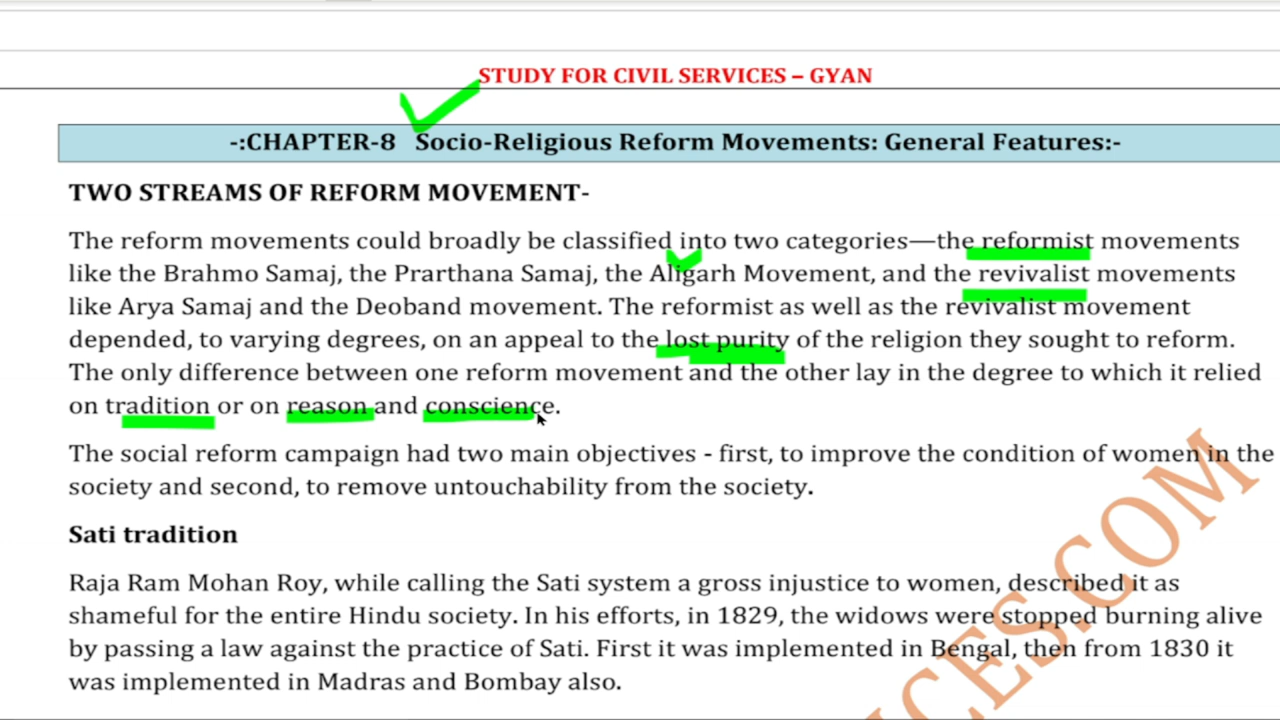 STUDY FOR CIVIL SERVICES – GYAN
-:CHAPTER-8 Socio-Religious Reform Movements: General Features:-
TWO STREAMS OF REFORM MOVEMENT-
The reform movements could broadly be classified into two categories—the reformist movements
like the Brahmo Samaj, the Prarthana Samaj, the Aligarh Movement, and the revivalist movements
like Arya Samaj and the Deoband movement. The reformist as well as the revivalist movement
depended, to varying degrees, on an appeal to the lost purity of the religion they sought to reform.
The only difference between one reform movement and the other lay in the degree to which it relied
on tradition or on reason and conscience.
The social reform campaign had two main objectives - first, to improve the condition of women in the
society and second, to remove untouchability from the society.
Sati tradition
Raja Ram Mohan Roy, while calling the Sati system a gross injustice to women, described it as
shameful for the entire Hindu society. In his efforts, in 1829, the widows were stopped burning alive
by passing a law against the practice of Sati. First it was implemented in Bengal, then from 1830 it
was implemented in Madras and Bombay also.
ICES.COM